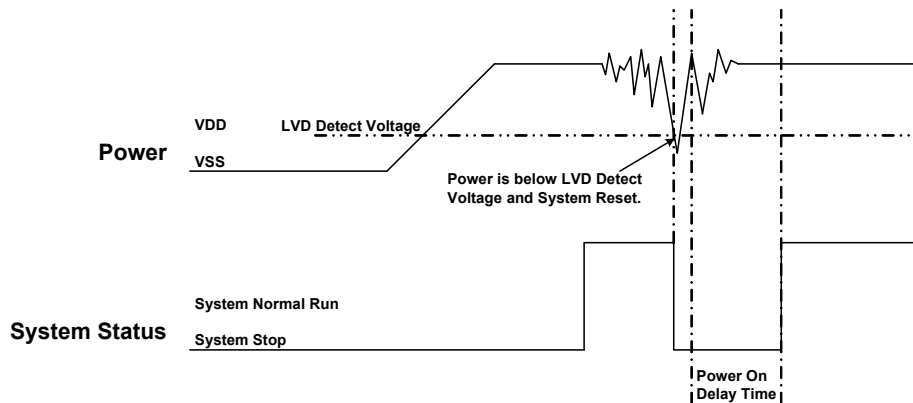 VDD
LVD Detect Voltage
Power
VSS
Power is below LVD Detect
Voltage and System Reset.
System Normal Run
System Status
System Stop
Power On
Delay Time